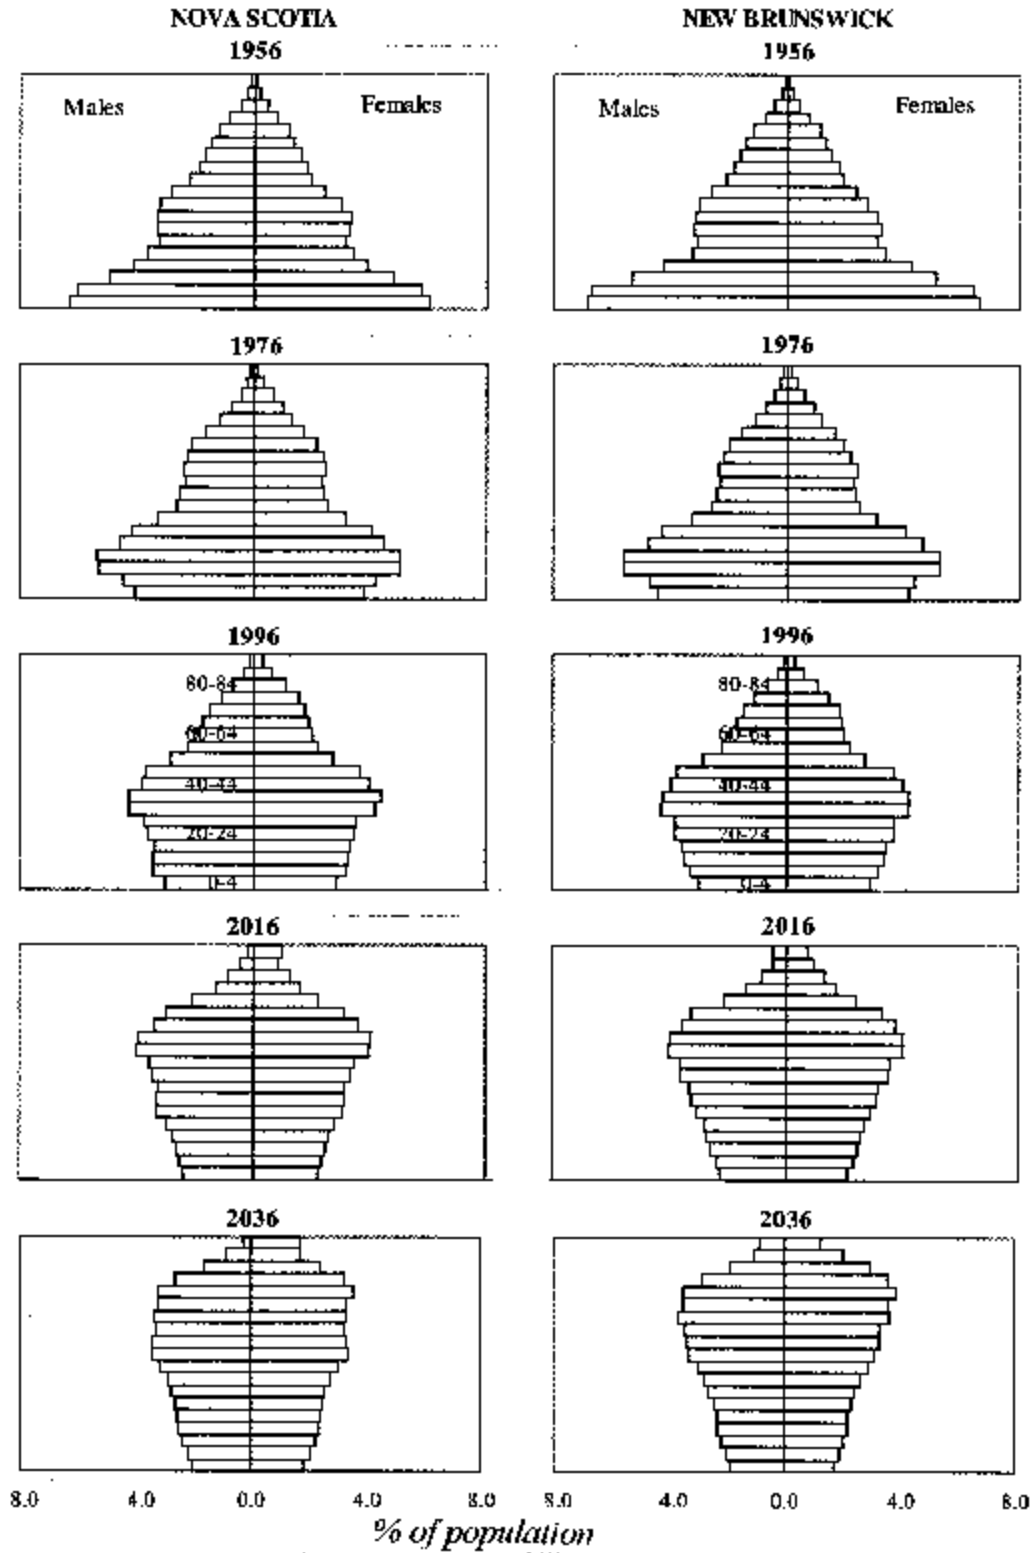 NOVA SCOTIA
NEW BRUNSWICK
1956
1956
Males
Females
Males
Females
1976
1976
1996
1996
80-84
80-84
60-64
60-64
40-44
40-44
20-24
20-24
0-4
0-4
2016
2016
2036
2036
8.0 4.0 0.0 4.0 8.0
8.0 4.0 0.0 4.0 8.0
% of population